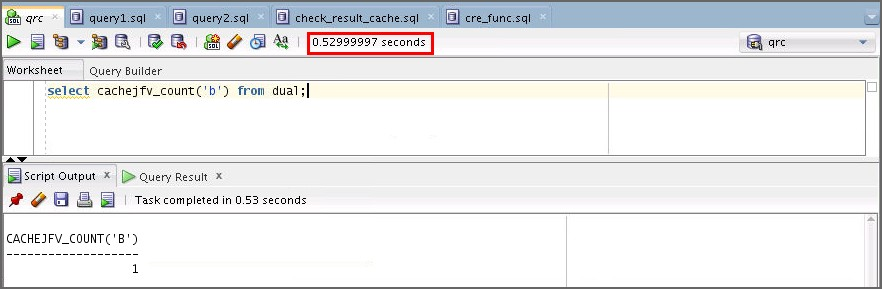 qrc query1.sql query2.sql check_result_cache.sql cre_func.sql
SQL 0.52999997 seconds qrc
Worksheet Query Builder
select cachejfv_count('b') from dual;
Script Output x Query Result x
Task completed in 0.53 seconds
CACHEJFV_COUNT('B')
-------------------
1